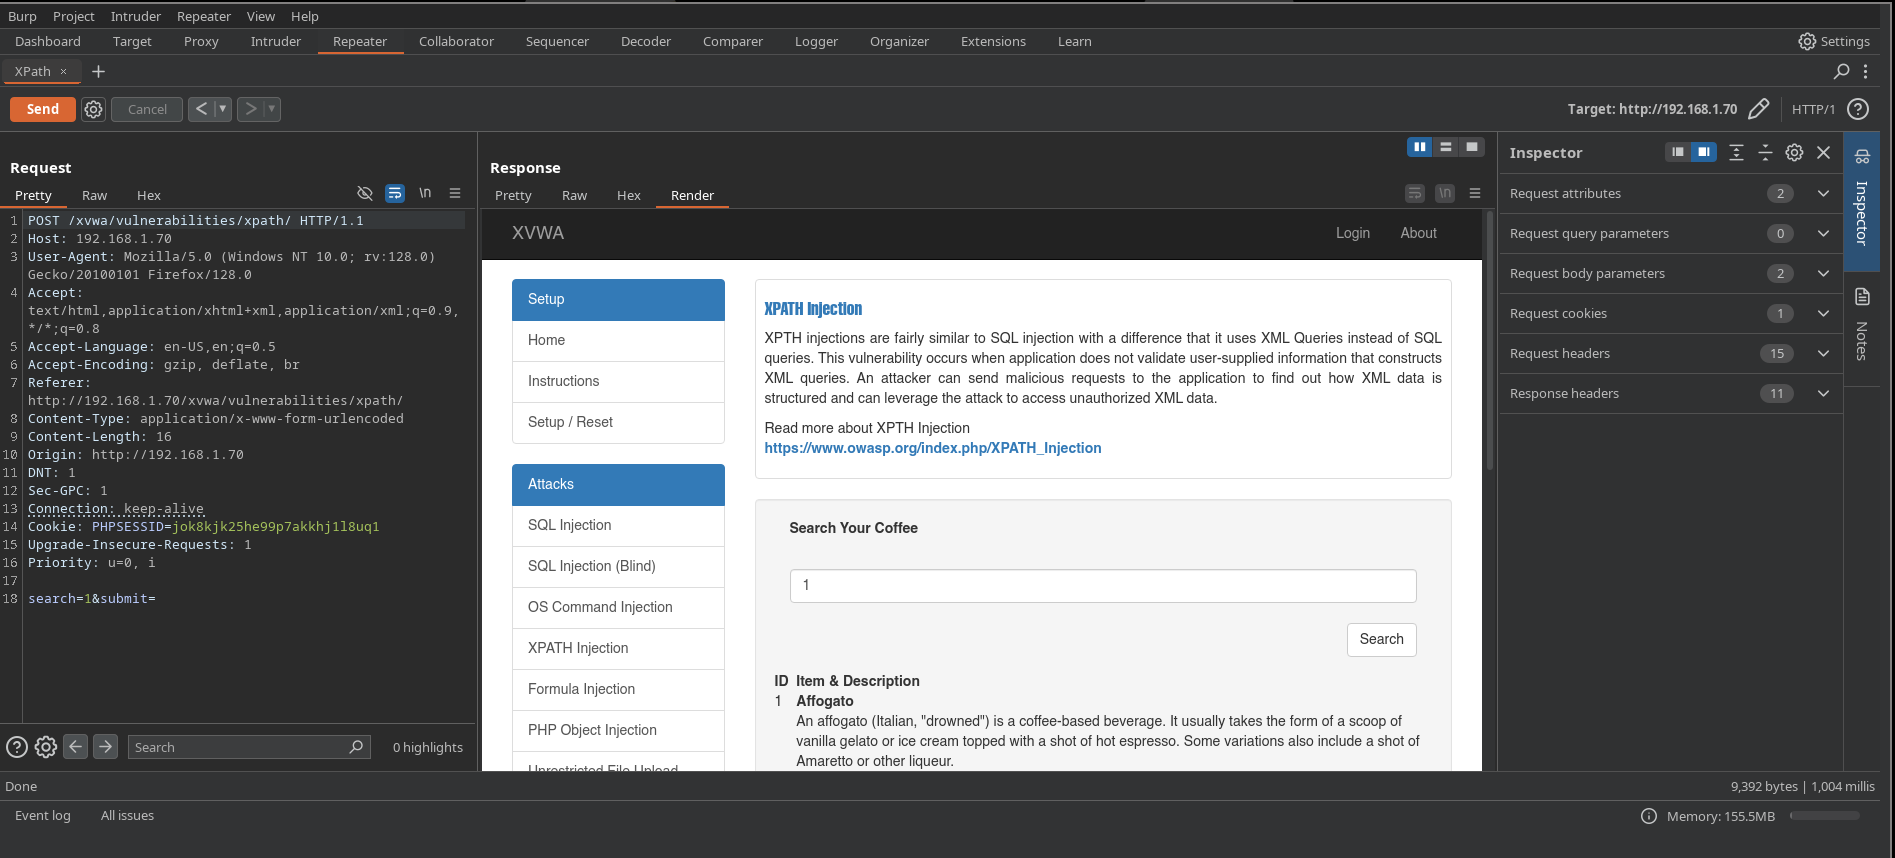 Burp Project Intruder Repeater View Help
Dashboard Target Proxy Intruder Repeater Collaborator Sequencer Decoder Comparer Logger Organizer Extensions Learn Settings
XPath × +
Send Cancel < > Target: http://192.168.1.70 HTTP/1
Request
Pretty Raw Hex \n
1 POST /xvwa/vulnerabilities/xpath/ HTTP/1.1
2 Host: 192.168.1.70
3 User-Agent: Mozilla/5.0 (Windows NT 10.0; rv:128.0)
Gecko/20100101 Firefox/128.0
4 Accept:
text/html,application/xhtml+xml,application/xml;q=0.9,
*/*;q=0.8
5 Accept-Language: en-US,en;q=0.5
6 Accept-Encoding: gzip, deflate, br
7 Referer:
http://192.168.1.70/xvwa/vulnerabilities/xpath/
8 Content-Type: application/x-www-form-urlencoded
9 Content-Length: 16
10 Origin: http://192.168.1.70
11 DNT: 1
12 Sec-GPC: 1
13 Connection: keep-alive
14 Cookie: PHPSESSID=jok8kjk25he99p7akkhj1l8uq1
15 Upgrade-Insecure-Requests: 1
16 Priority: u=0, i
17
18 search=1&submit=
Search 0 highlights
Response
Pretty Raw Hex Render \n
XVWA Login About
Setup
Home
Instructions
Setup / Reset
Attacks
SQL Injection
SQL Injection (Blind)
OS Command Injection
XPATH Injection
Formula Injection
PHP Object Injection
Unrestricted File Upload
XPATH Injection
XPTH injections are fairly similar to SQL injection with a difference that it uses XML Queries instead of SQL
queries. This vulnerability occurs when application does not validate user-supplied information that constructs
XML queries. An attacker can send malicious requests to the application to find out how XML data is
structured and can leverage the attack to access unauthorized XML data.
Read more about XPTH Injection
https://www.owasp.org/index.php/XPATH_Injection
Search Your Coffee
1
Search
ID Item & Description
1 Affogato
An affogato (Italian, "drowned") is a coffee-based beverage. It usually takes the form of a scoop of
vanilla gelato or ice cream topped with a shot of hot espresso. Some variations also include a shot of
Amaretto or other liqueur.
Inspector
Request attributes 2
Request query parameters 0
Request body parameters 2
Request cookies 1
Request headers 15
Response headers 11
Inspector
Notes
Done 9,392 bytes | 1,004 millis
Event log All issues Memory: 155.5MB